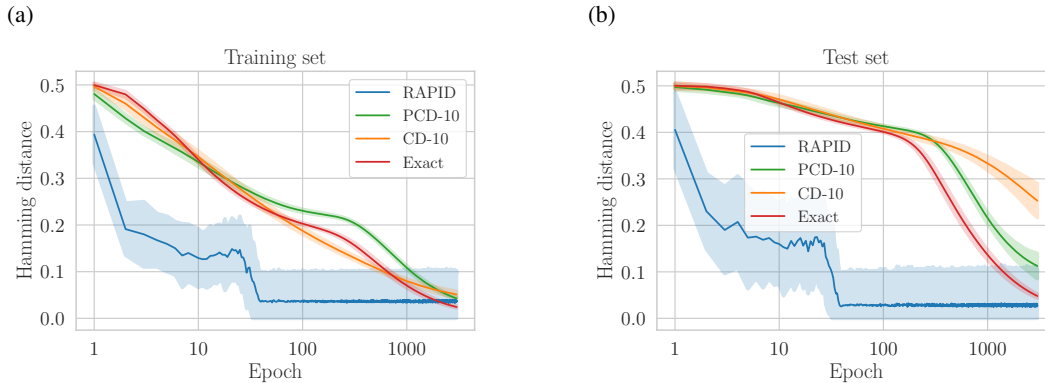 (a)
Training set
Hamming distance
0.5
0.4
0.3
0.2
0.1
0.0
RAPID
PCD-10
CD-10
Exact
1
10
100
1000
Epoch
(b)
Test set
Hamming distance
0.5
0.4
0.3
0.2
0.1
0.0
RAPID
PCD-10
CD-10
Exact
1
10
100
1000
Epoch